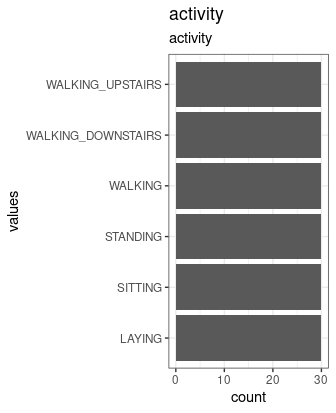 activity
activity
WALKING_UPSTAIRS
WALKING_DOWNSTAIRS
WALKING
STANDING
SITTING
LAYING
values
0 10 20 30
count